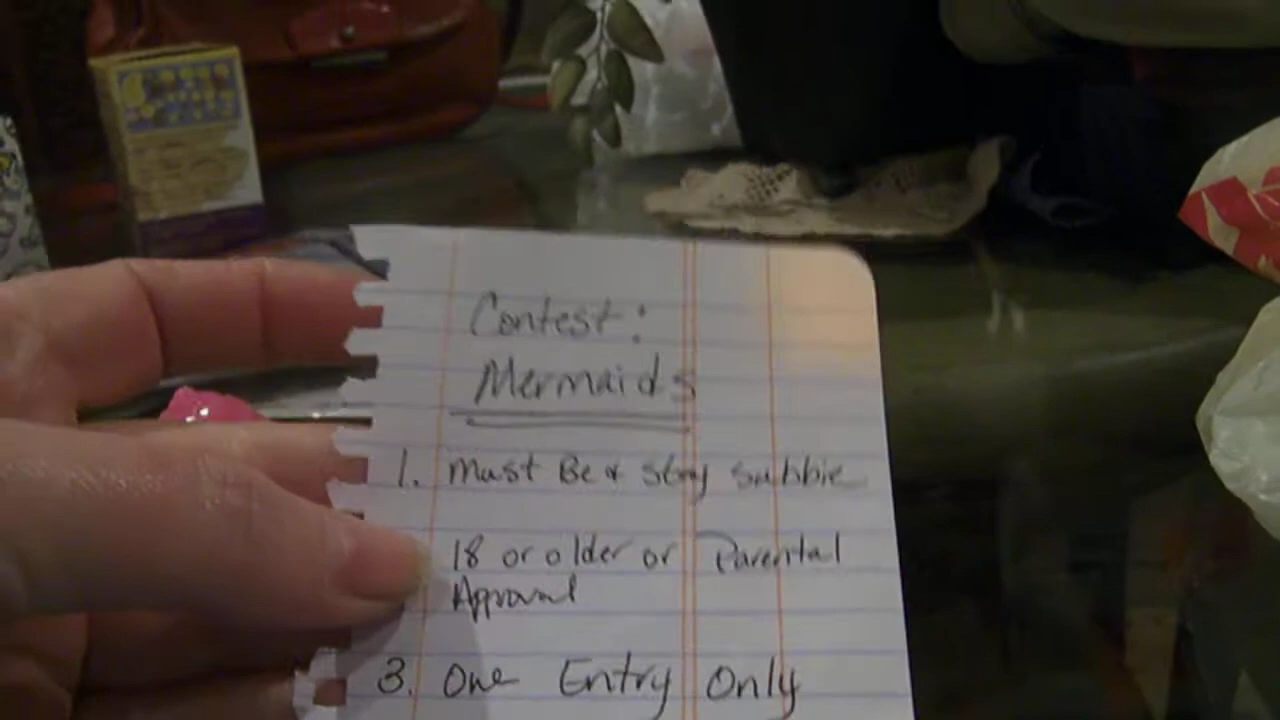 Contest:
Mermaids
1. Must Be & stay subbie
18 or older or Parental
Approval
3. One Entry Only